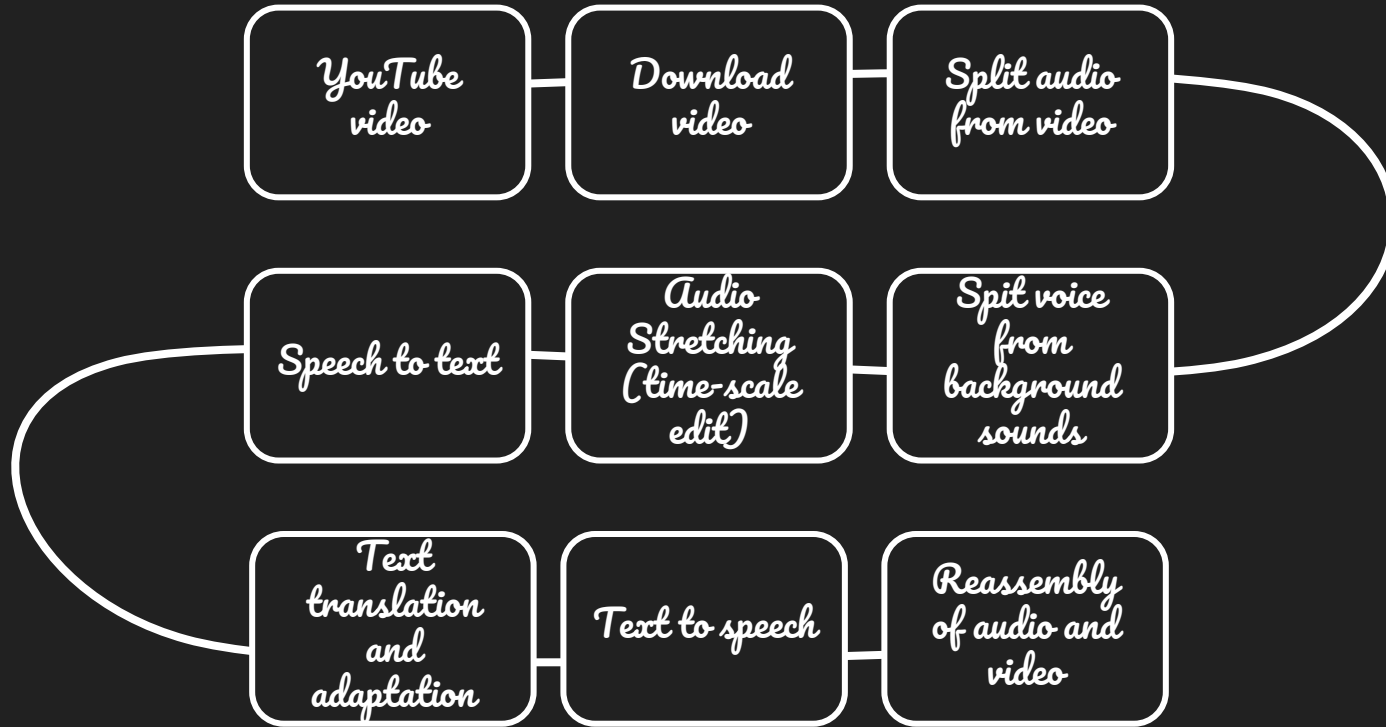 YouTube
video
Download
video
Split audio
from video
Spit voice
from
background
sounds
Audio
Stretching
(time-scale
edit)
Speech to text
Text
translation
and
adaptation
Text to speech
Reassembly
of audio and
video